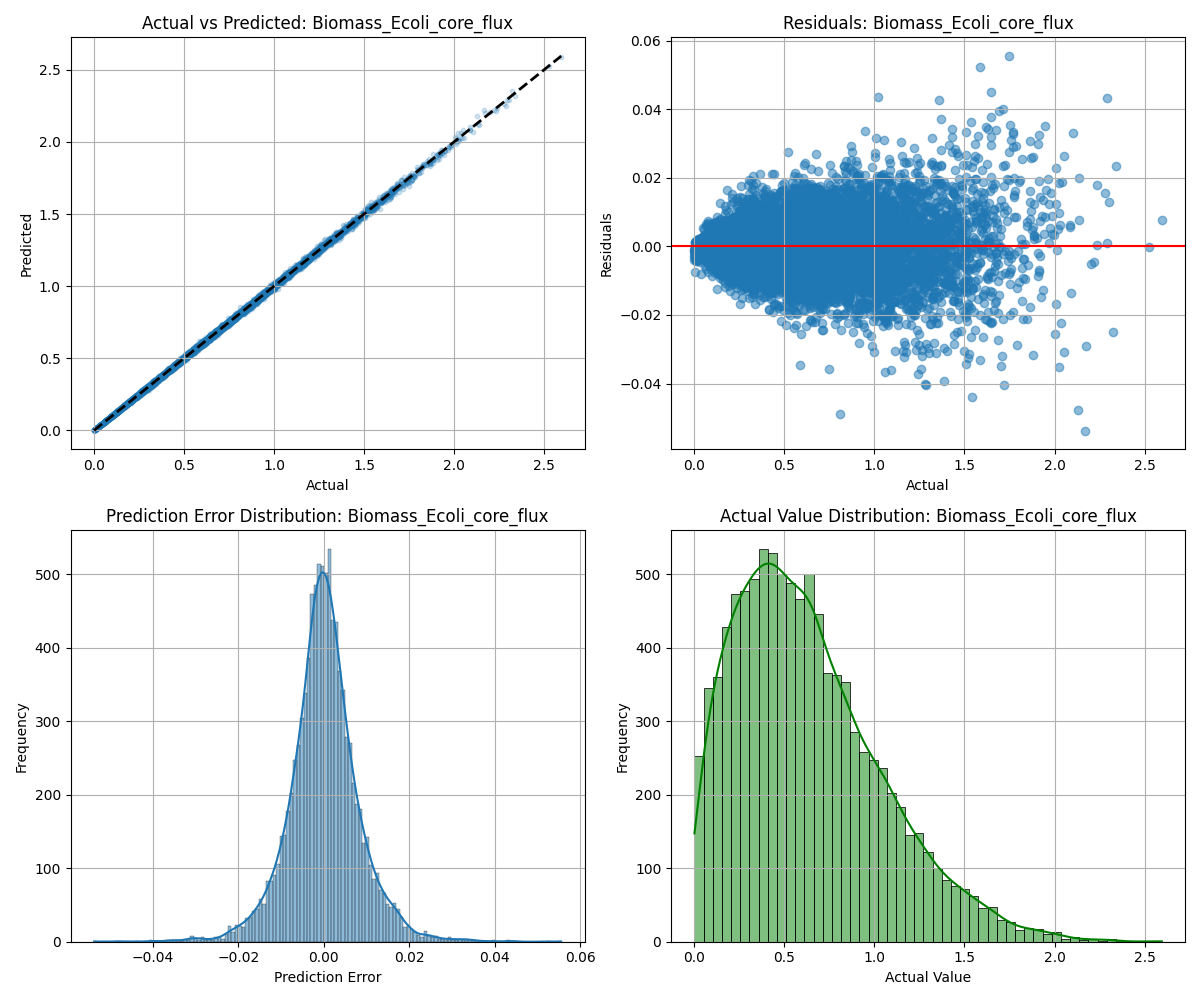 Actual vs Predicted: Biomass_Ecoli_core_flux
2.5
2.0
1.5
1.0
0.5
0.0
Predicted
0.0 0.5 1.0 1.5 2.0 2.5
Actual
Residuals: Biomass_Ecoli_core_flux
0.06
0.04
0.02
0.00
−0.02
−0.04
Residuals
0.0 0.5 1.0 1.5 2.0 2.5
Actual
Prediction Error Distribution: Biomass_Ecoli_core_flux
500
400
300
200
100
0
Frequency
−0.04 −0.02 0.00 0.02 0.04 0.06
Prediction Error
Actual Value Distribution: Biomass_Ecoli_core_flux
500
400
300
200
100
0
Frequency
0.0 0.5 1.0 1.5 2.0 2.5
Actual Value